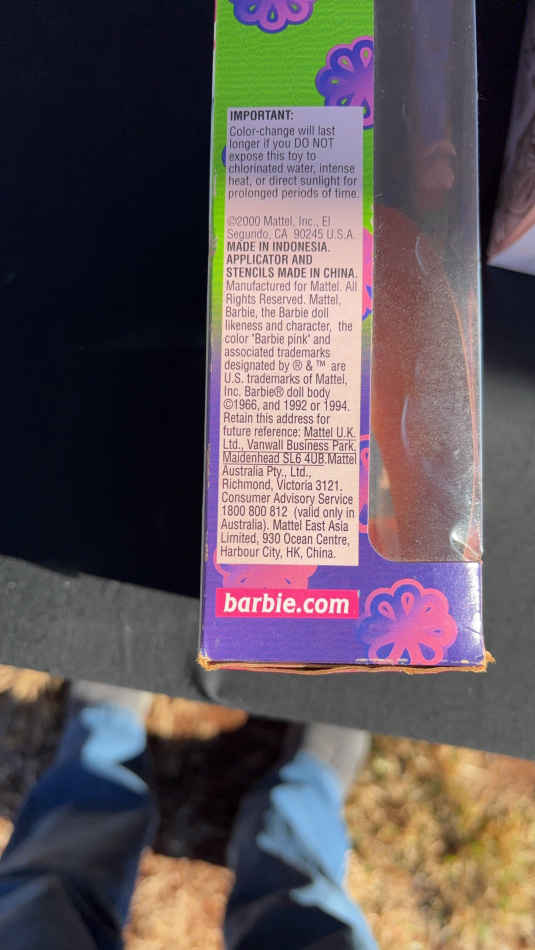 IMPORTANT:
Color-change will last
longer if you DO NOT
expose this toy to
chlorinated water, intense
heat, or direct sunlight for
prolonged periods of time.
©2000 Mattel, Inc., El
Segundo, CA 90245 U.S.A.
MADE IN INDONESIA.
APPLICATOR AND
STENCILS MADE IN CHINA.
Manufactured for Mattel. All
Rights Reserved. Mattel,
Barbie, the Barbie doll
likeness and character, the
color "Barbie pink" and
associated trademarks
designated by ® & ™ are
U.S. trademarks of Mattel,
Inc. Barbie® doll body
©1966, and 1992 or 1994.
Retain this address for
future reference: Mattel U.K.
Ltd., Vanwall Business Park,
Maidenhead SL6 4UB.Mattel
Australia Pty., Ltd.,
Richmond, Victoria 3121.
Consumer Advisory Service
1800 800 812 (valid only in
Australia). Mattel East Asia
Limited, 930 Ocean Centre,
Harbour City, HK, China.
barbie.com